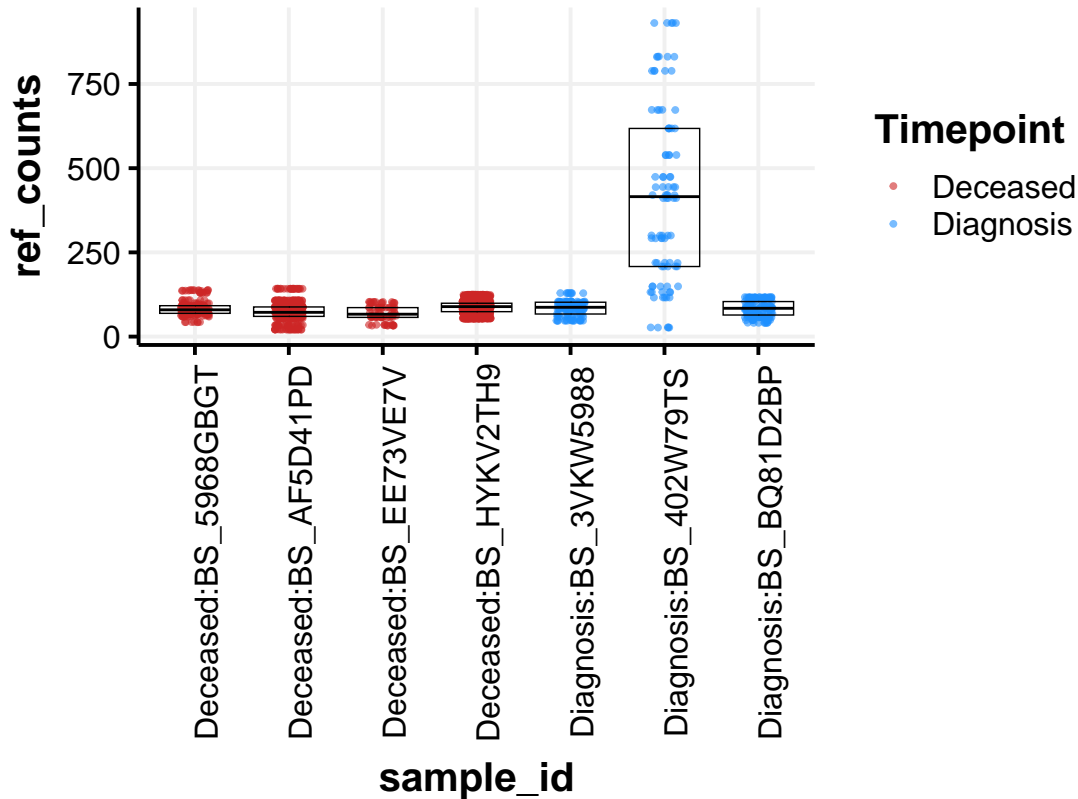 ref_counts
750
500
250
0
Deceased:BS_5968GBGT
Deceased:BS_AF5D41PD
Deceased:BS_EE73VE7V
Deceased:BS_HYKV2TH9
Diagnosis:BS_3VKW5988
Diagnosis:BS_402W79TS
Diagnosis:BS_BQ81D2BP
sample_id
Timepoint
Deceased
Diagnosis